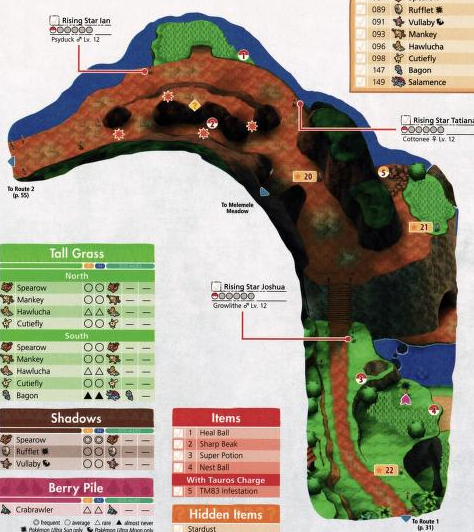 089 Rufflet
091 Vullaby
093 Mankey
096 Hawlucha
098 Cutiefly
147 Bagon
149 Salamence
Rising Star Ian
Psyduck ♂ Lv. 12
1
Rising Star Tatiana
Cottonee ♀ Lv. 12
2
5
20
To Route 2
(p. 55)
To Melemele
Meadow
21
Tall Grass
North
Spearow
Mankey
Hawlucha
Cutiefly
South
Spearow
Mankey
Hawlucha
Cutiefly
Bagon
Rising Star Joshua
Growlithe ♂ Lv. 12
3
4
22
To Route 1
(p. 31)
Shadows
Spearow
Rufflet
Vullaby
Berry Pile
Crabrawler
○ frequent ○ average △ rare ▲ almost never
Pokémon Ultra Sun only Pokémon Ultra Moon only
Items
1 Heal Ball
2 Sharp Beak
3 Super Potion
4 Nest Ball
With Tauros Charge
5 TM83 Infestation
Hidden Items
Stardust